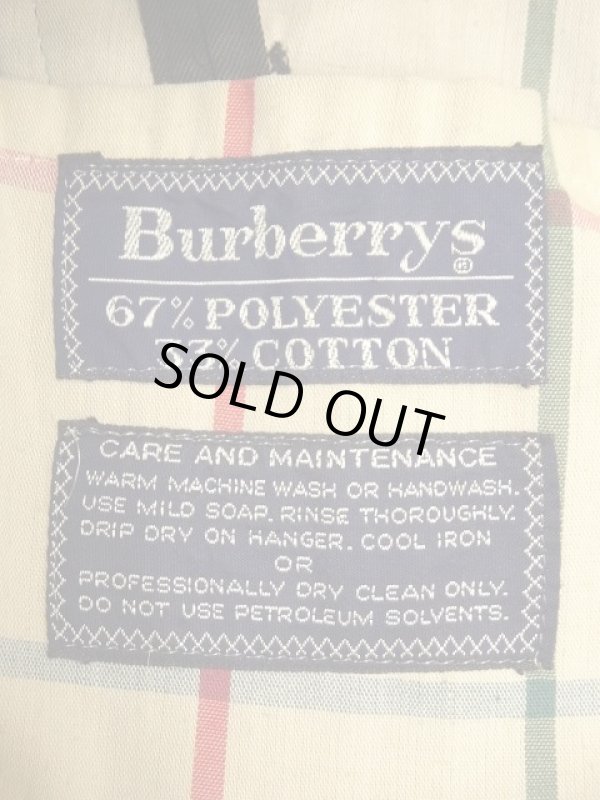 Burberrys
®
67% POLYESTER
33% COTTON
SOLD OUT
CARE AND MAINTENANCE
WARM MACHINE WASH OR HANDWASH.
USE MILD SOAP. RINSE THOROUGHLY.
DRIP DRY ON HANGER. COOL IRON
OR
PROFESSIONALLY DRY CLEAN ONLY.
DO NOT USE PETROLEUM SOLVENTS.